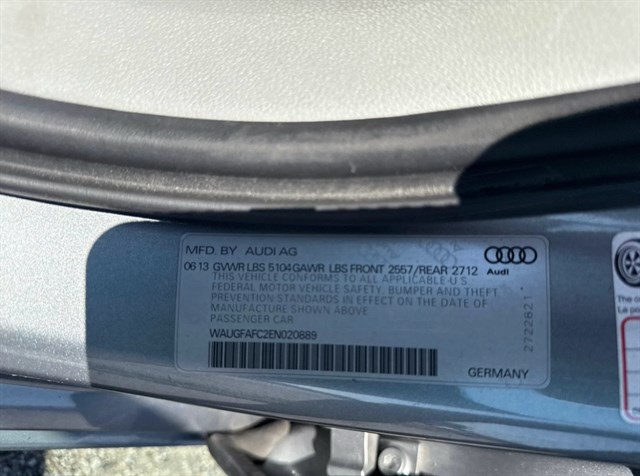 MFD. BY AUDI AG
Audi
06 13 GVWR LBS 5104 GAWR LBS FRONT 2557/REAR 2712
THIS VEHICLE CONFORMS TO ALL APPLICABLE U.S
FEDERAL MOTOR VEHICLE SAFETY, BUMPER AND THEFT
PREVENTION STANDARDS IN EFFECT ON THE DATE OF
MANUFACTURE SHOWN ABOVE
PASSENGER CAR
WAUGFAFC2EN020889
GERMANY
2722821
The
Le p